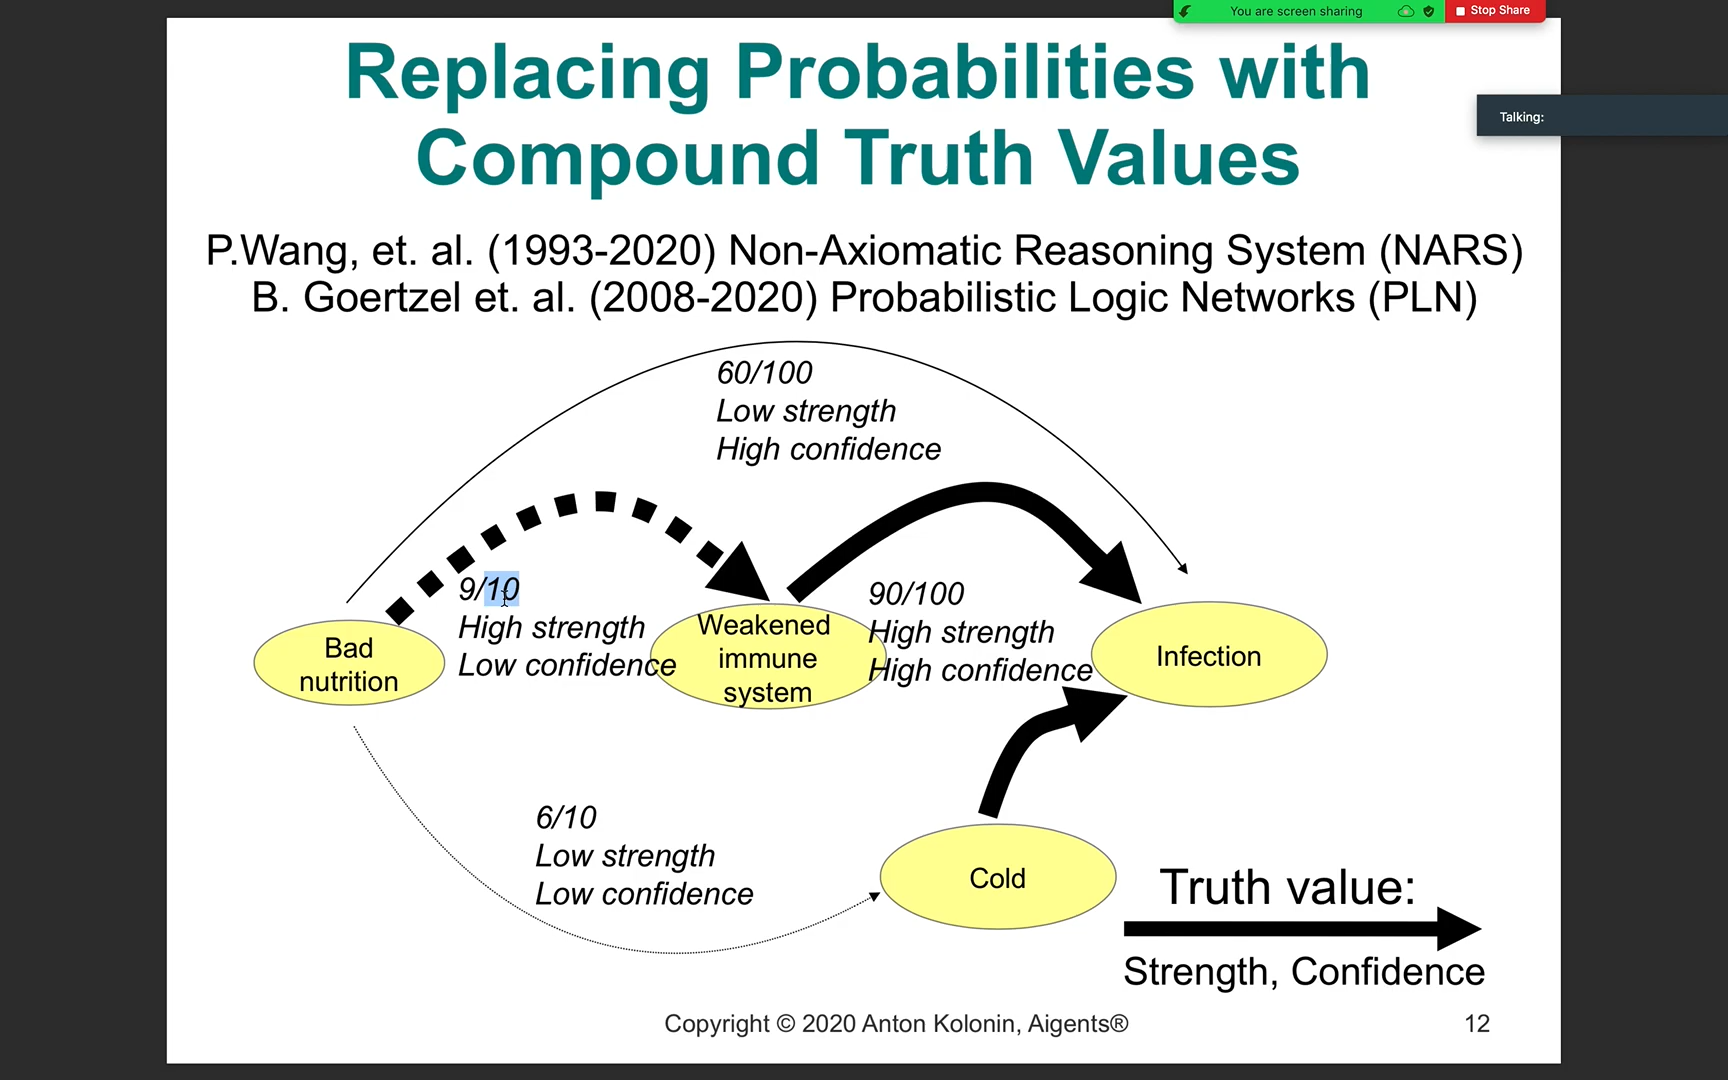 You are screen sharing
Stop Share
Talking:
Replacing Probabilities with
Compound Truth Values
P.Wang, et. al. (1993-2020) Non-Axiomatic Reasoning System (NARS)
B. Goertzel et. al. (2008-2020) Probabilistic Logic Networks (PLN)
60/100
Low strength
High confidence
9/10
High strength
Low confidence
90/100
High strength
High confidence
Bad
nutrition
Weakened
immune
system
Infection
6/10
Low strength
Low confidence
Cold
Truth value:
Strength, Confidence
Copyright © 2020 Anton Kolonin, Aigents®
12